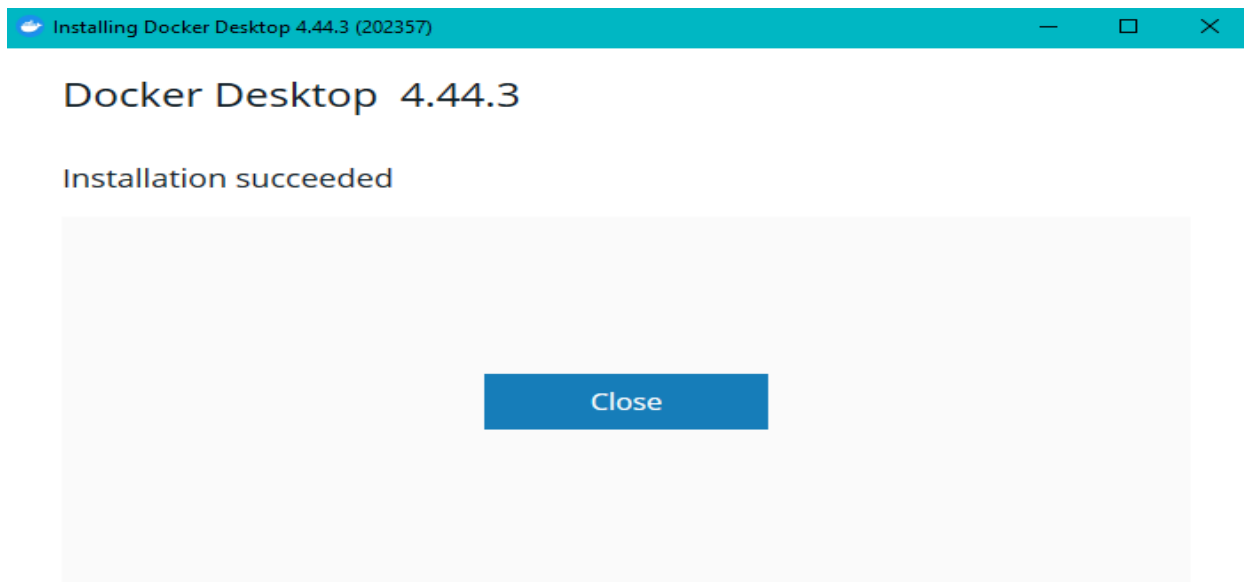 Installing Docker Desktop 4.44.3 (202357)
Docker Desktop 4.44.3
Installation succeeded
Close